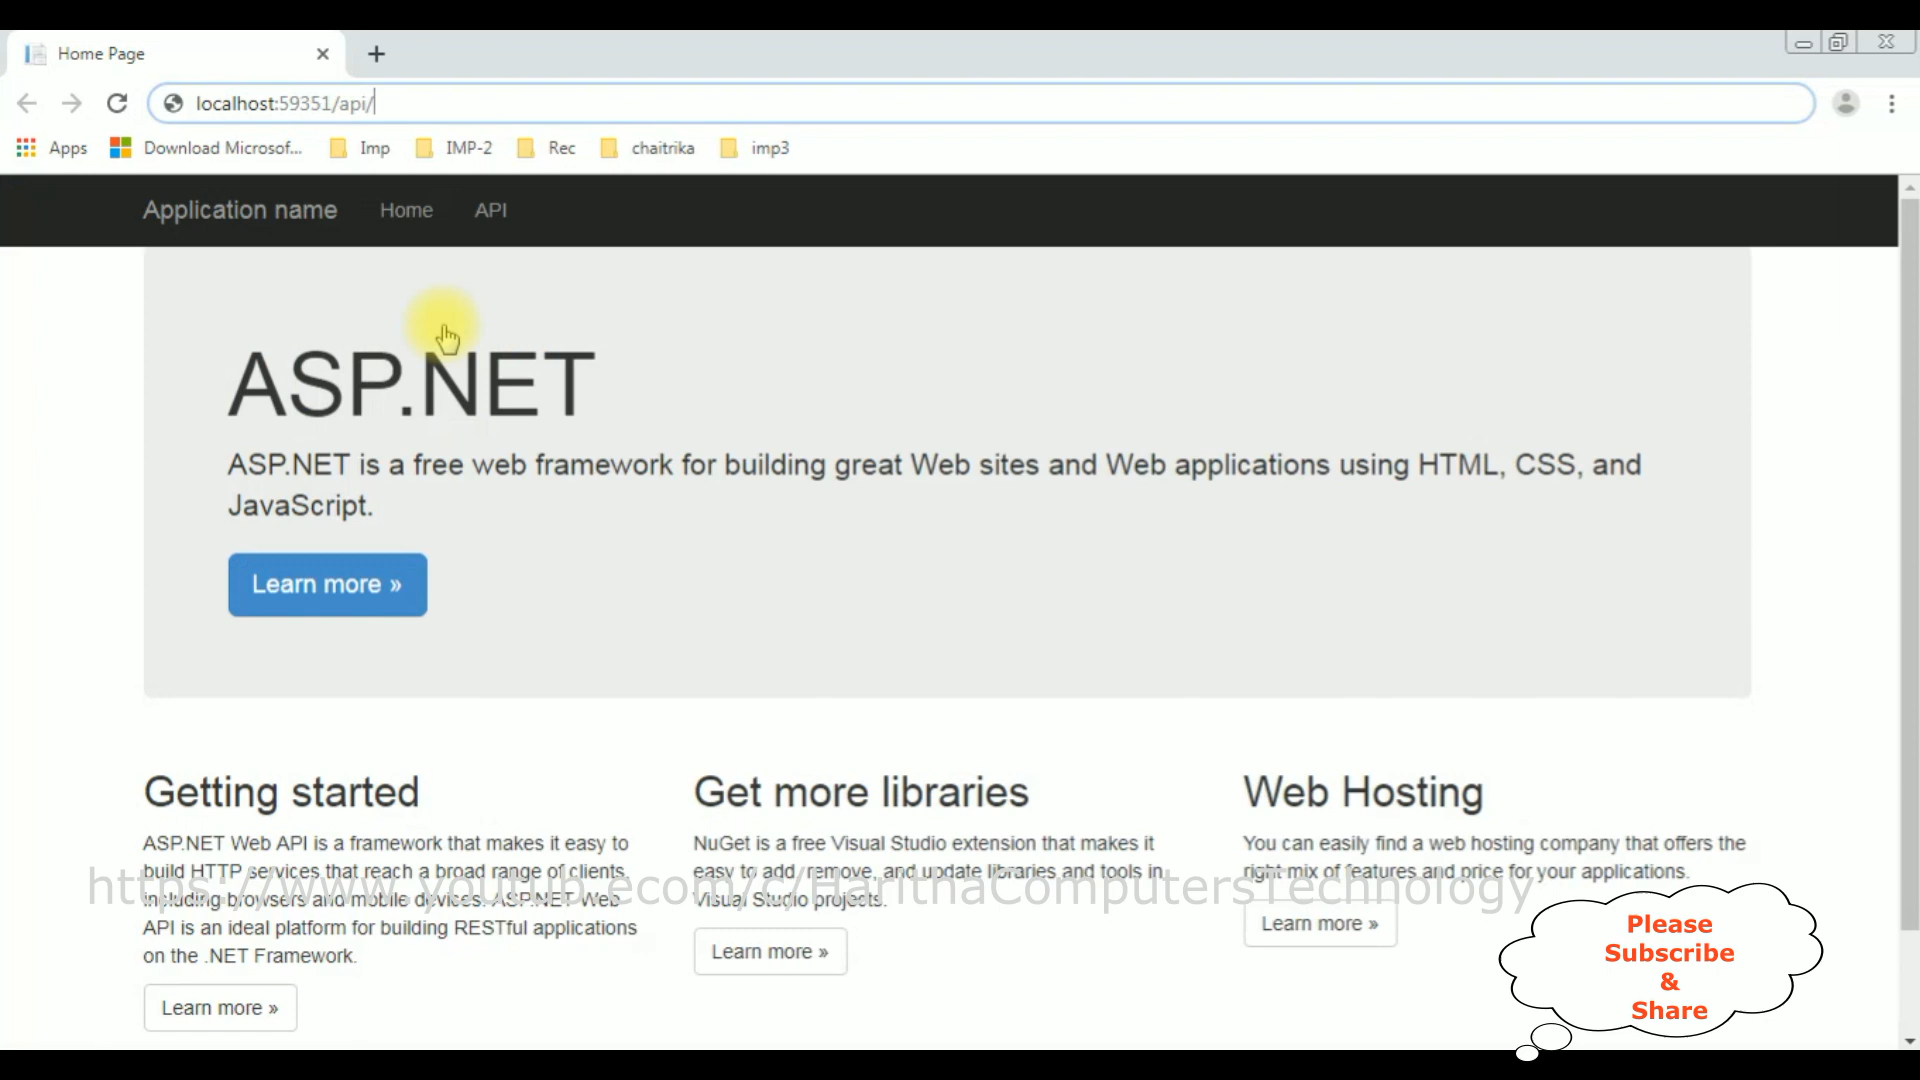 Home Page
localhost:59351/api/
Apps
Download Microsof...
Imp
IMP-2
Rec
chaitrika
imp3
Application name
Home
API
ASP.NET
ASP.NET is a free web framework for building great Web sites and Web applications using HTML, CSS, and
JavaScript.
Learn more »
Getting started
ASP.NET Web API is a framework that makes it easy to
build HTTP services that reach a broad range of clients,
including browsers and mobile devices. ASP.NET Web
API is an ideal platform for building RESTful applications
on the .NET Framework.
Learn more »
Get more libraries
NuGet is a free Visual Studio extension that makes it
easy to add, remove, and update libraries and tools in
Visual Studio projects.
Learn more »
Web Hosting
You can easily find a web hosting company that offers the
right mix of features and price for your applications.
Learn more »
https://www.youtub.ecom/c/HarithaComputersTechnology
Please
Subscribe
&
Share